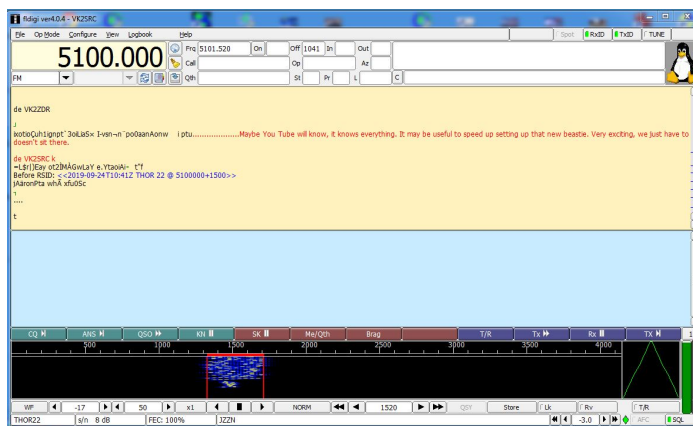 fldigi ver4.0.4 - VK2SRC
File Op Mode Configure View Logbook Help
Spot RxID TxID TUNE
5100.000
Frq 5101.520 On Off 1041 In Out
Call Op Az
FM
Qth St Pr L C
de VK2ZDR
Maybe You Tube will know, it knows everything. It may be useful to speed up setting up that new beastie. Very exciting, we just have to
doesn't sit there.
de VK2SRC k
Before RSID: <<2019-09-24T10:41Z THOR 22 @ 5100000+1500>>
....
t
CQ ANS QSO KN SK Me/Qth Brag T/R Tx Rx TX 1
500 1000 1500 2000 2500 3000 3500 4000
WF -17 50 x1 NORM 1520 QSY Store Lk Rv T/R
THOR22 s/n 8 dB FEC: 100% JZZN -3.0 AFC SQL